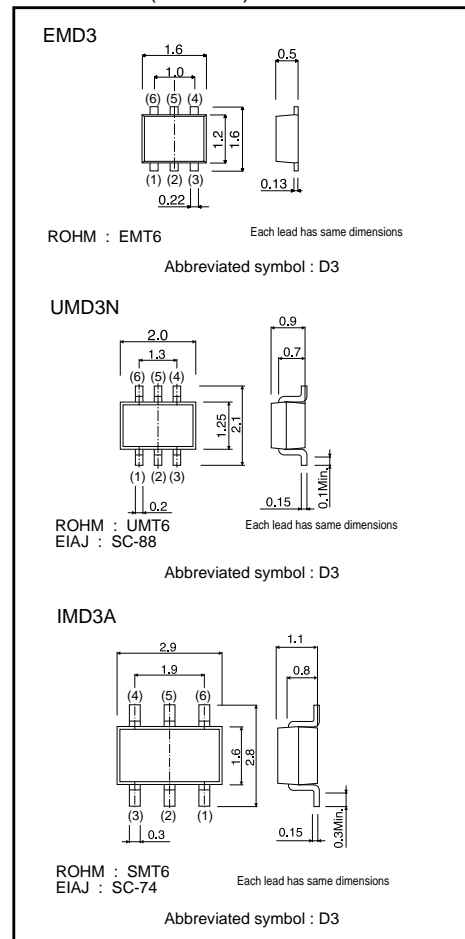 EMD3
1.6
1.0
0.5
(6) (5) (4)
1.2
1.6
(1) (2) (3)
0.13
0.22
ROHM : EMT6
Each lead has same dimensions
Abbreviated symbol : D3
UMD3N
2.0
1.3
0.9
0.7
(6) (5) (4)
1.25
2.1
(1) (2) (3)
0.2
0.15
0.1Min.
ROHM : UMT6
EIAJ : SC-88
Each lead has same dimensions
Abbreviated symbol : D3
IMD3A
2.9
1.9
1.1
0.8
(4) (5) (6)
1.6
2.8
(3) (2) (1)
0.3
0.15
0.3Min.
ROHM : SMT6
EIAJ : SC-74
Each lead has same dimensions
Abbreviated symbol : D3